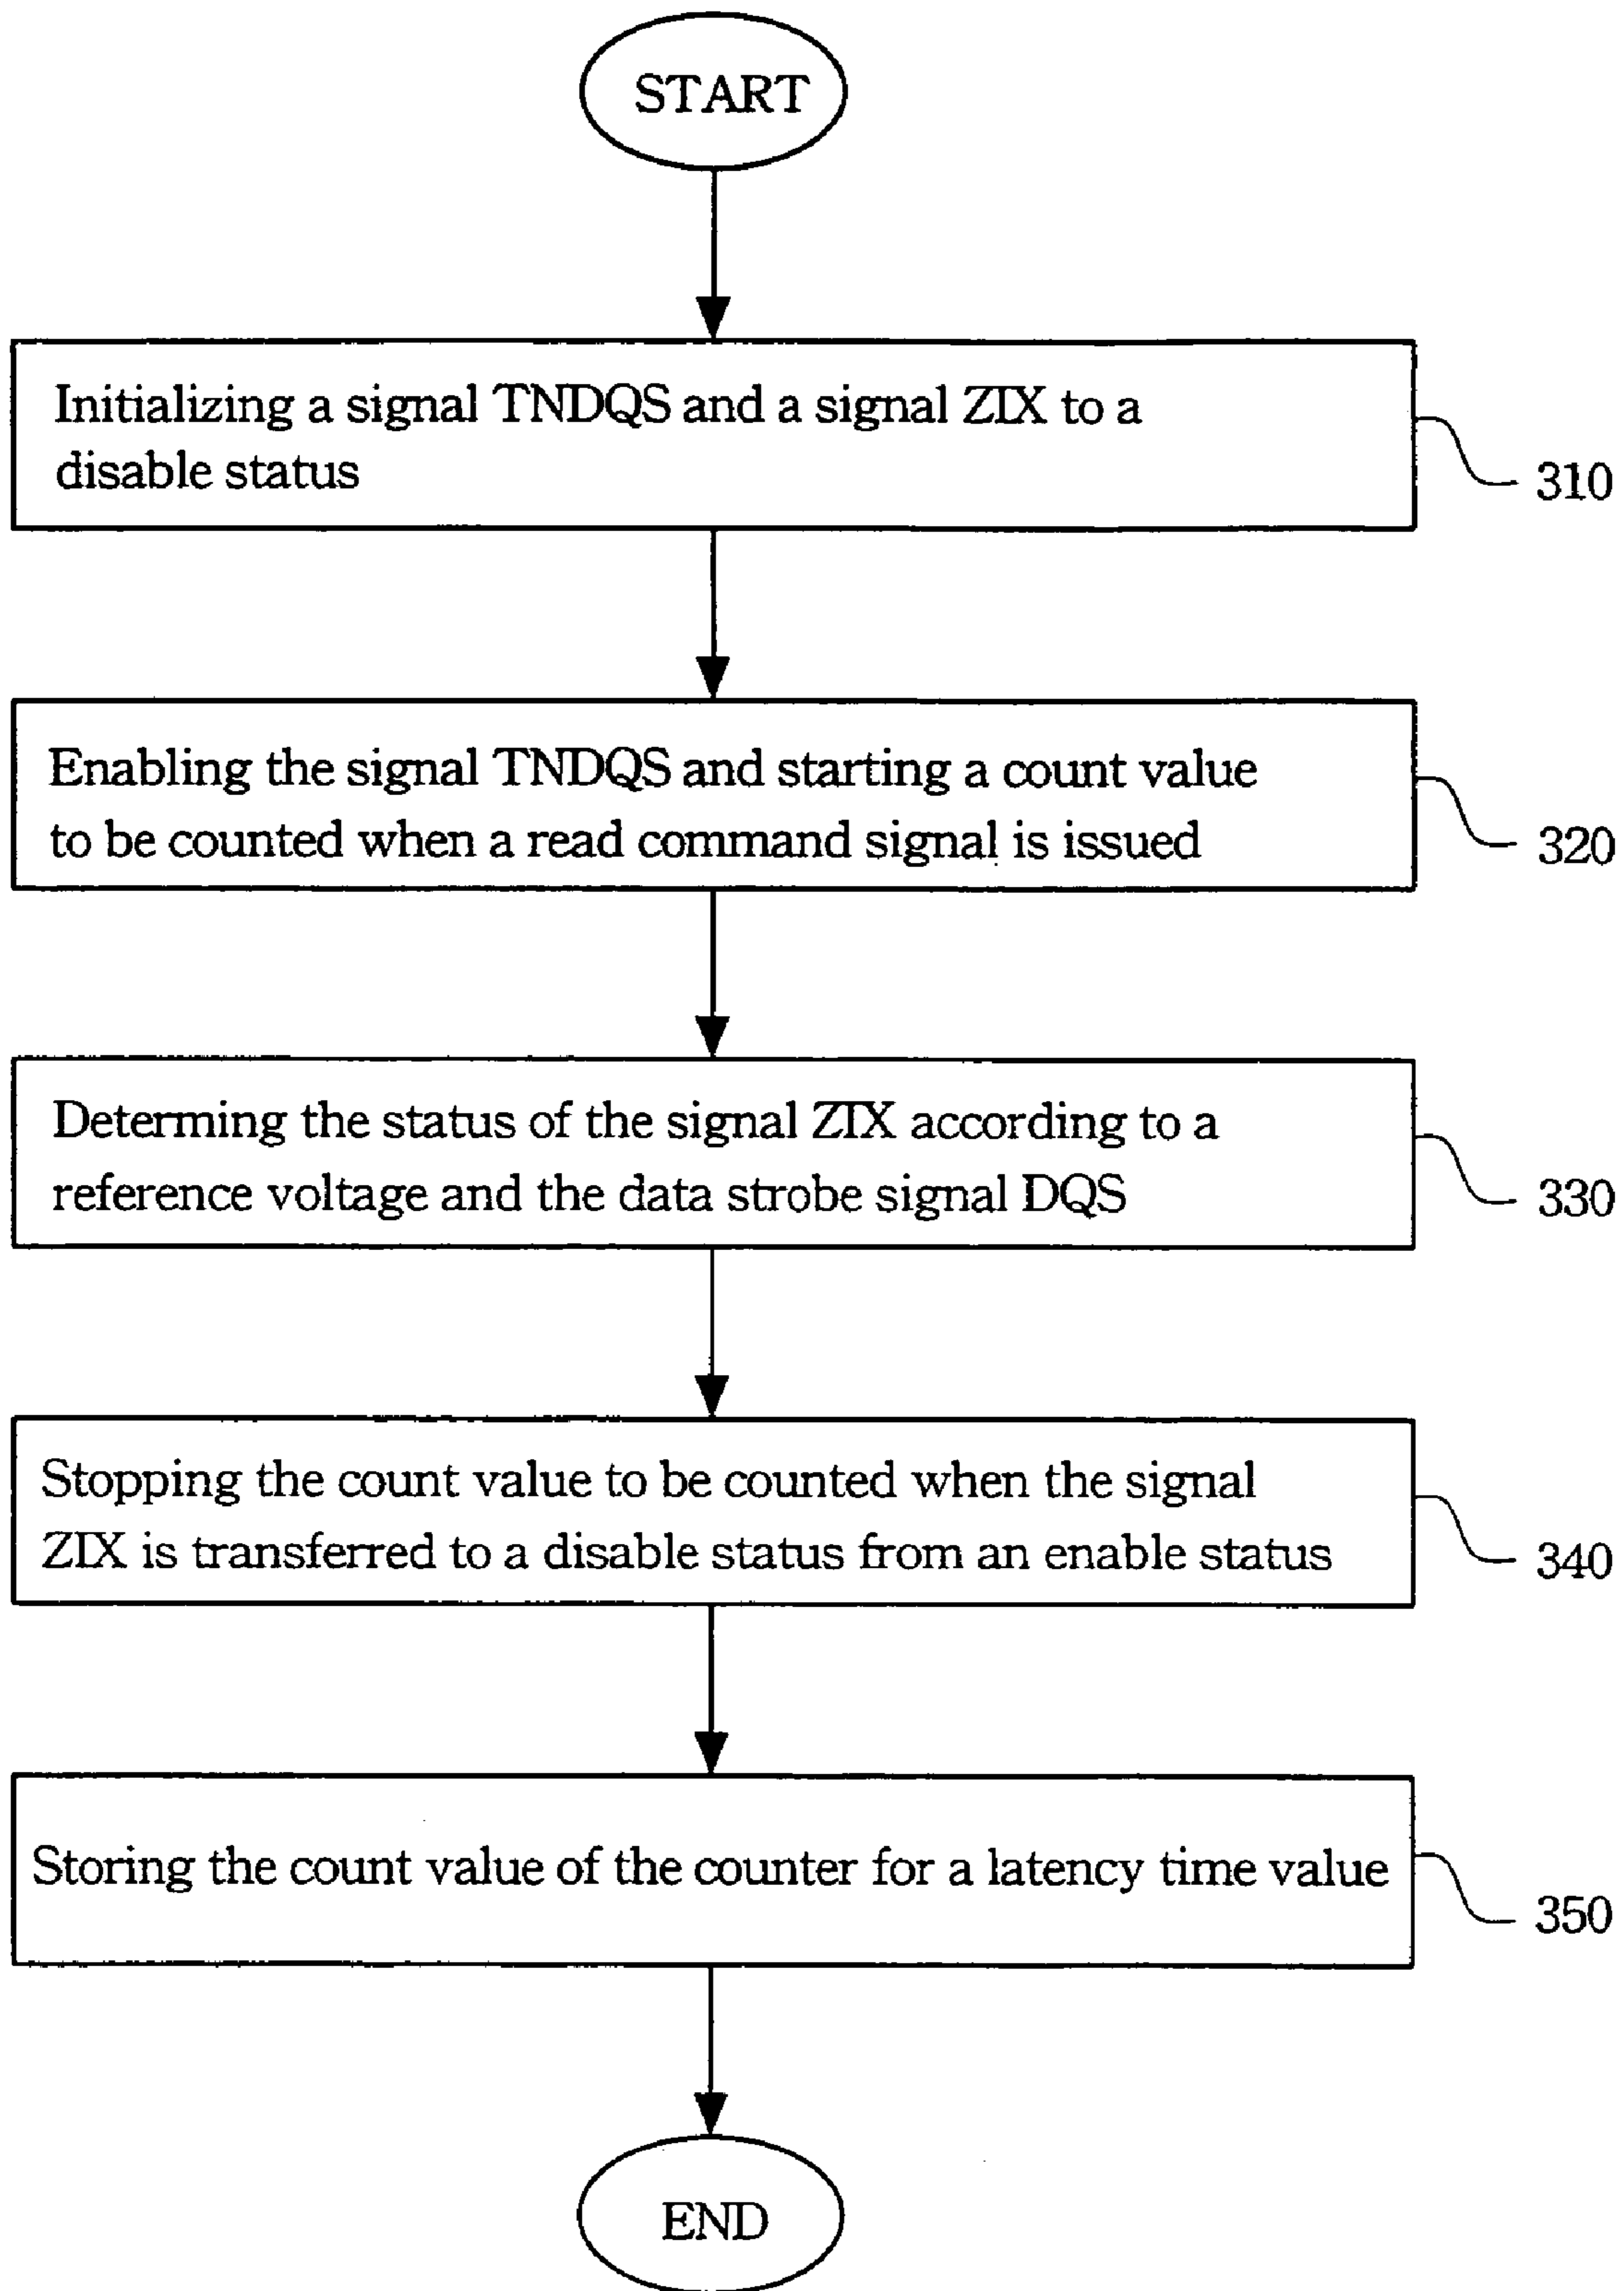 START
Initializing a signal TNDQS and a signal ZIX to a
disable status
310
Enabling the signal TNDQS and starting a count value
to be counted when a read command signal is issued
320
Determing the status of the signal ZIX according to a
reference voltage and the data strobe signal DQS
330
Stopping the count value to be counted when the signal
ZIX is transferred to a disable status from an enable status
340
Storing the count value of the counter for a latency time value
350
END